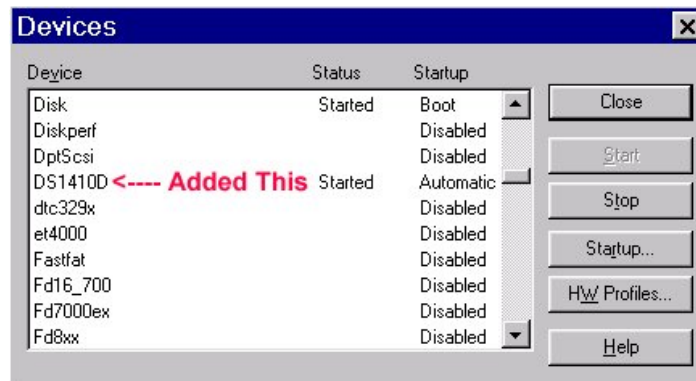 Devices
Device Status Startup
Disk Started Boot
Diskperf Disabled
DptScsi Disabled
DS1410D <---- Added This Started Automatic
dtc329x Disabled
et4000 Disabled
Fastfat Disabled
Fd16_700 Disabled
Fd7000ex Disabled
Fd8xx Disabled
Close
Start
Stop
Startup...
HW Profiles...
Help